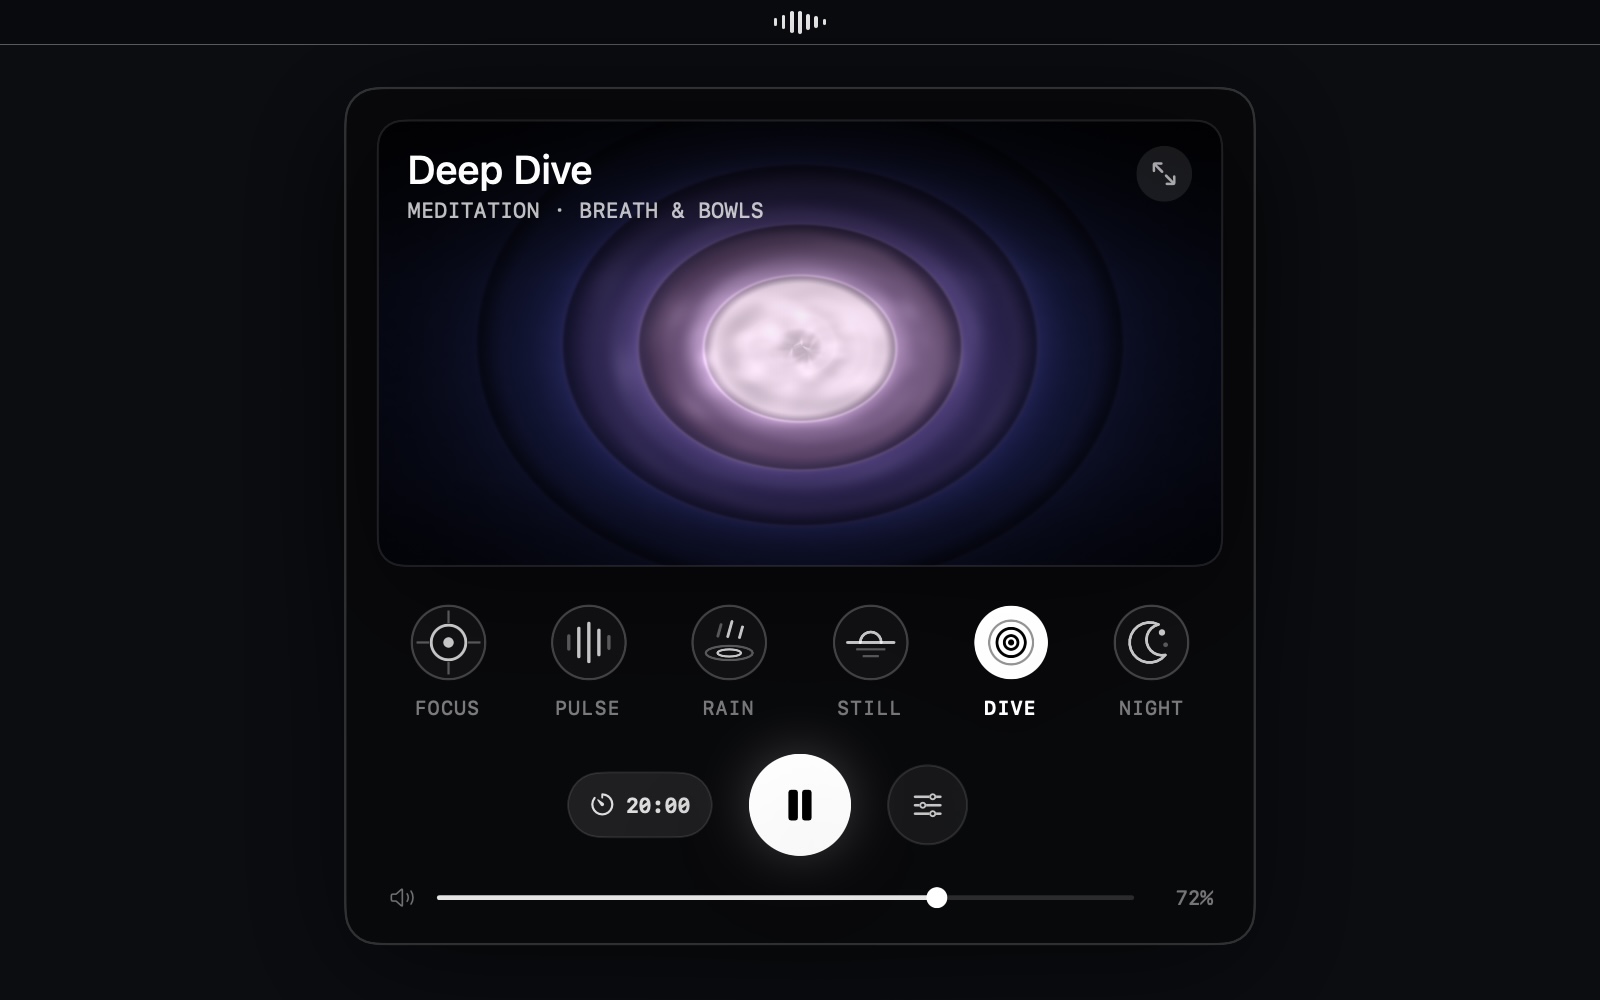 Deep Dive
MEDITATION · BREATH & BOWLS
FOCUS
PULSE
RAIN
STILL
DIVE
NIGHT
20:00
72%